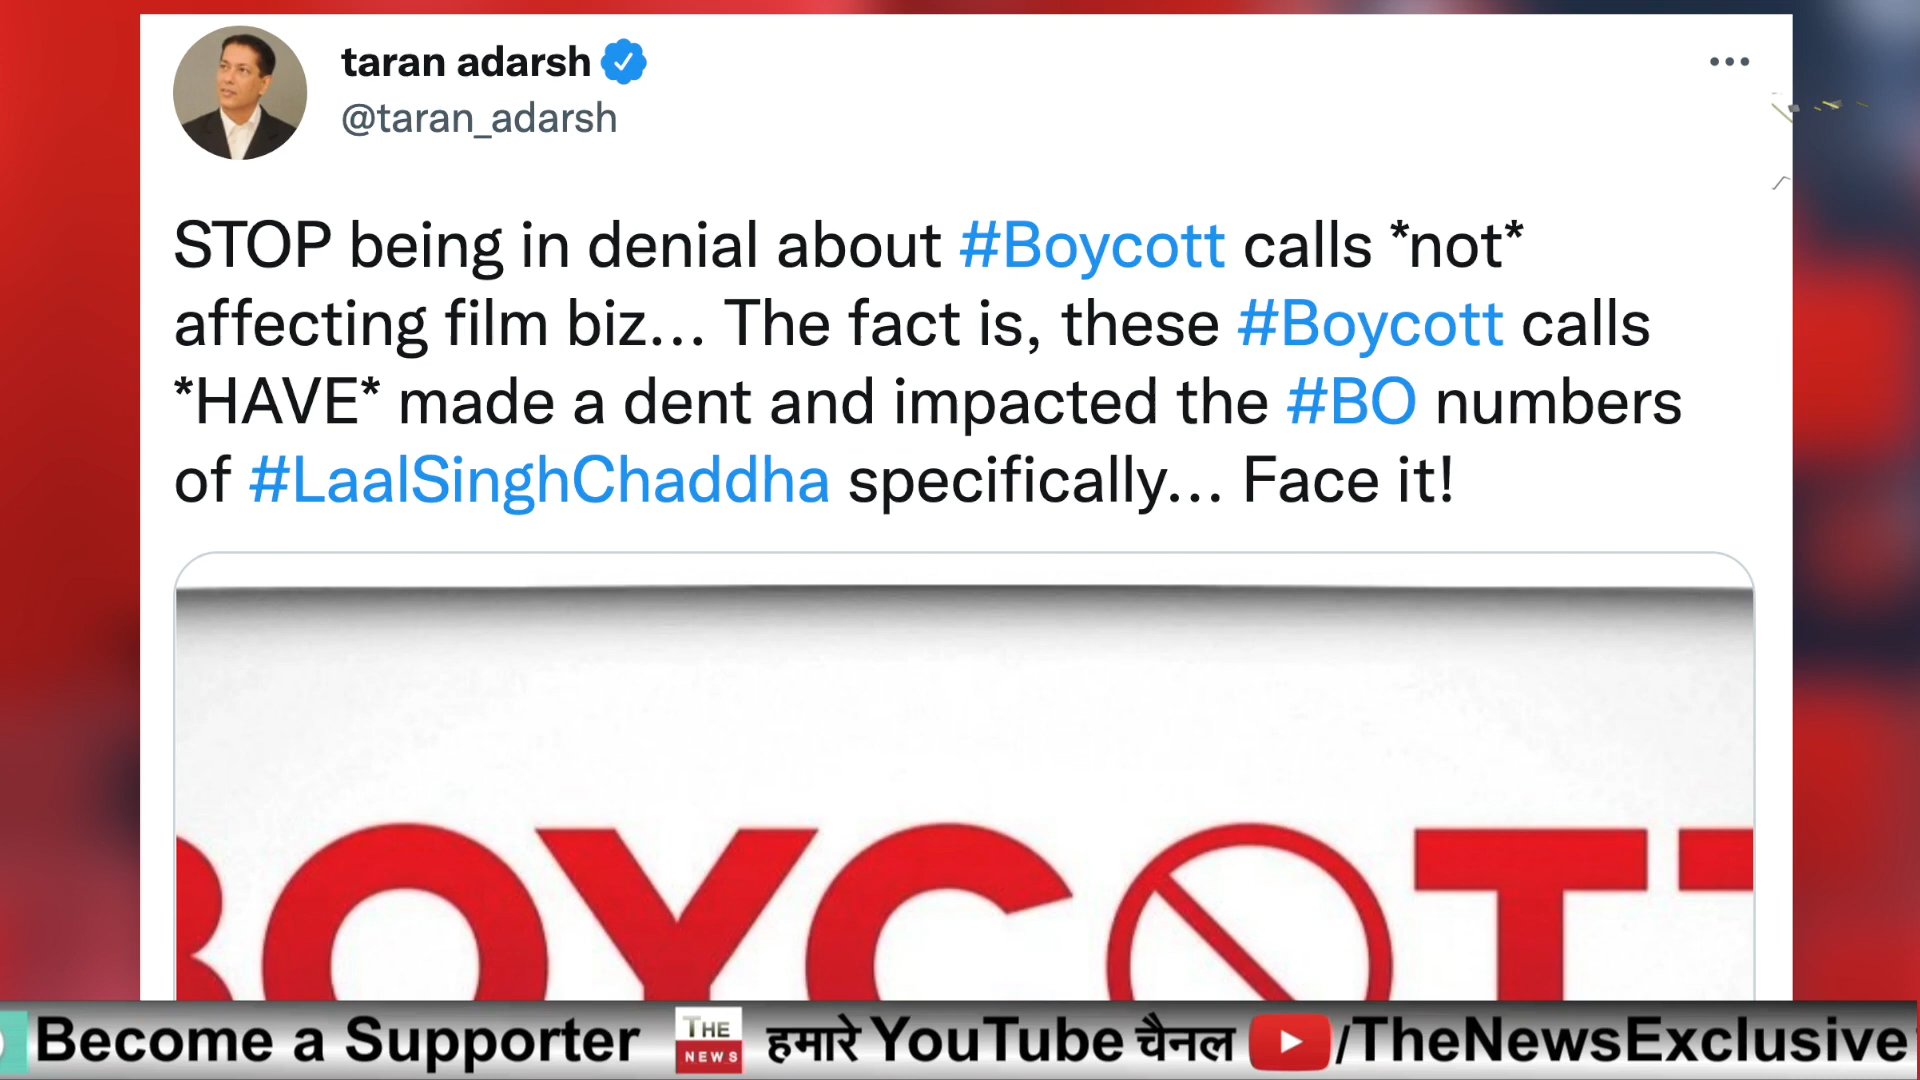 taran adarsh
@taran_adarsh
STOP being in denial about #Boycott calls *not*
affecting film biz... The fact is, these #Boycott calls
*HAVE* made a dent and impacted the #BO numbers
of #LaalSinghChaddha specifically... Face it!
BOYCOTT
Become a Supporter THE NEWS हमारे YouTube चैनल /TheNewsExclusive